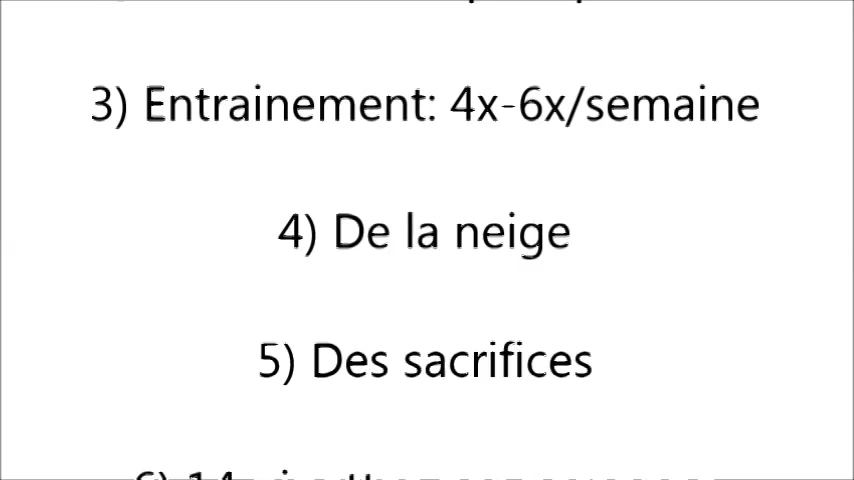 3) Entrainement: 4x-6x/semaine
4) De la neige
5) Des sacrifices